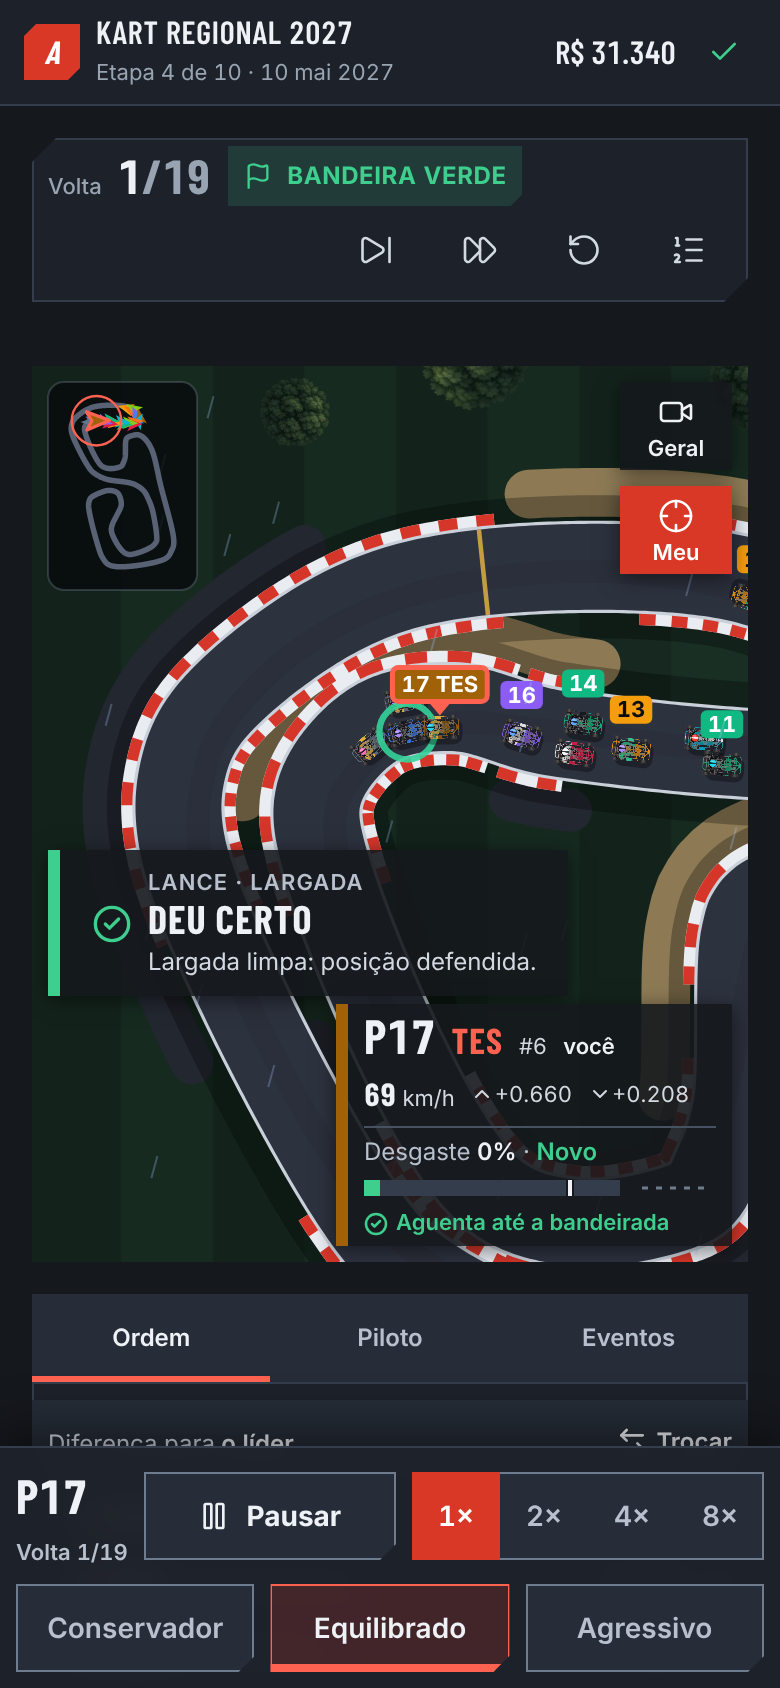 A
KART REGIONAL 2027
Etapa 4 de 10 · 10 mai 2027
R$ 31.340
Volta 1/19
BANDEIRA VERDE
Geral
Meu
17 TES
16
14
13
11
LANCE · LARGADA
DEU CERTO
Largada limpa: posição defendida.
P17 TES #6 você
69 km/h +0.660 +0.208
Desgaste 0% · Novo
Aguenta até a bandeirada
Ordem
Piloto
Eventos
Diferença para o líder
Trocar
P17
Volta 1/19
Pausar
1×
2×
4×
8×
Conservador
Equilibrado
Agressivo